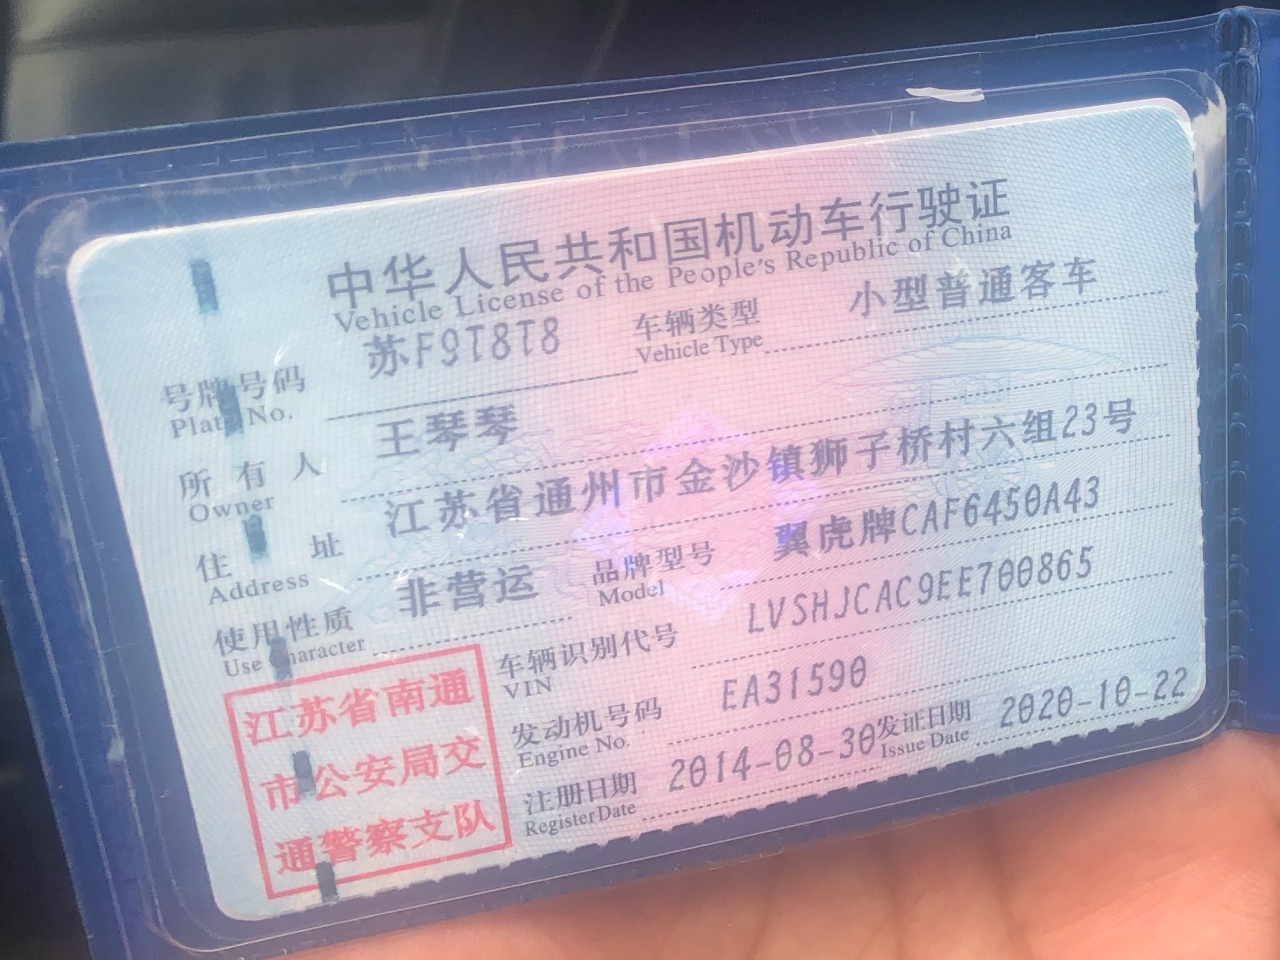 中华人民共和国机动车行驶证
Vehicle License of the People's Republic of China
号牌号码 苏F9T8T8 车辆类型 小型普通客车
Plate No. Vehicle Type
所有人 王琴琴
Owner
住址 江苏省通州市金沙镇狮子桥村六组23号
Address
使用性质 非营运 品牌型号 翼虎牌CAF6450A43
Use Character Model
车辆识别代号 LVSHJCAC9EE700865
VIN
发动机号码 EA31590
Engine No.
注册日期 2014-08-30 发证日期 2020-10-22
Register Date Issue Date
江苏省南通
市公安局交
通警察支队